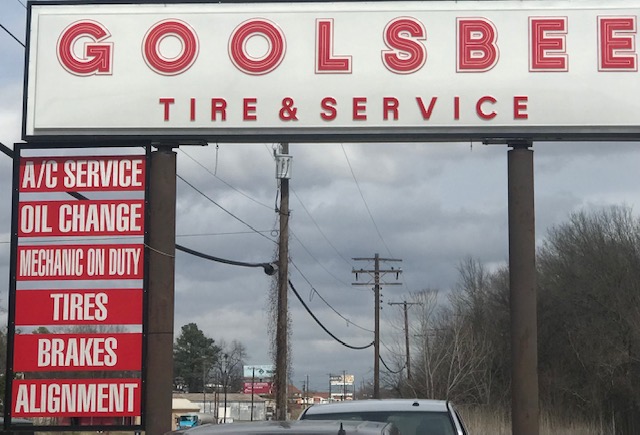 GOOLSBEE
TIRE & SERVICE
A/C SERVICE
OIL CHANGE
MECHANIC ON DUTY
TIRES
BRAKES
ALIGNMENT